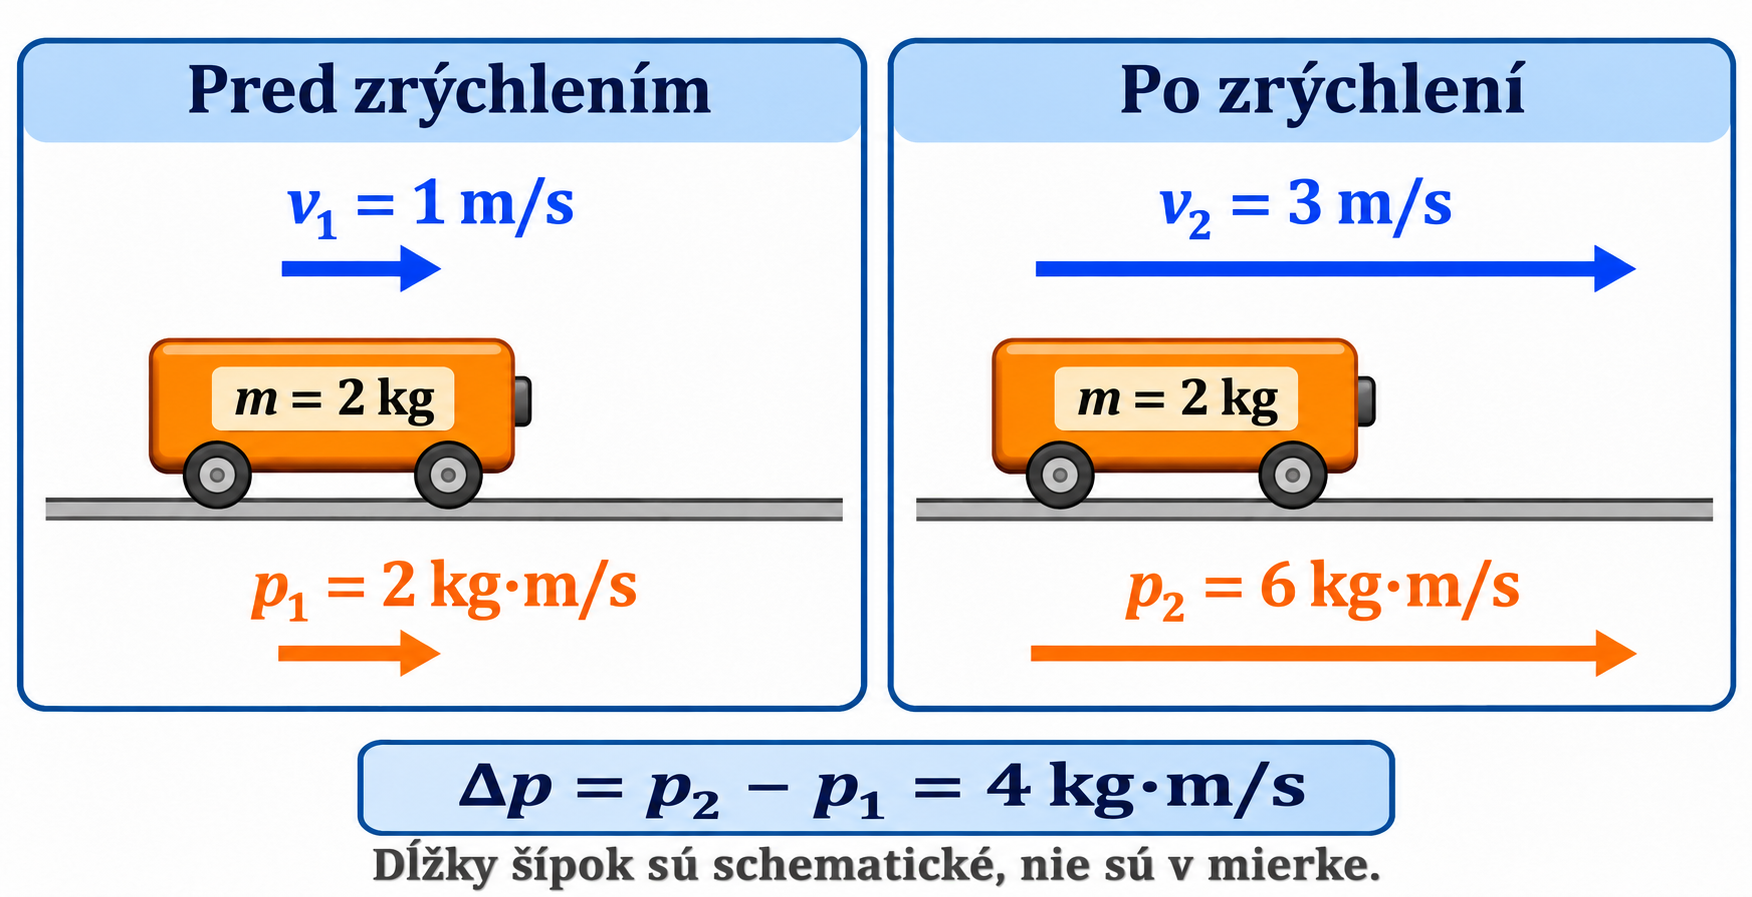 Pred zrýchlením
v₁ = 1 m/s
m = 2 kg
p₁ = 2 kg·m/s
Po zrýchlení
v₂ = 3 m/s
m = 2 kg
p₂ = 6 kg·m/s
Δp = p₂ − p₁ = 4 kg·m/s
Dĺžky šípok sú schematické, nie sú v mierke.